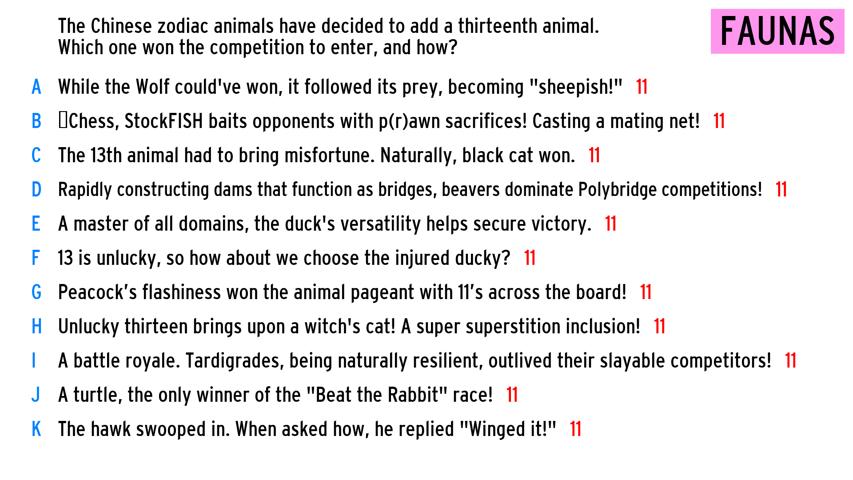 The Chinese zodiac animals have decided to add a thirteenth animal.
Which one won the competition to enter, and how?
FAUNAS
A While the Wolf could've won, it followed its prey, becoming "sheepish!" 11
B Chess, StockFISH baits opponents with p(r)awn sacrifices! Casting a mating net! 11
C The 13th animal had to bring misfortune. Naturally, black cat won. 11
D Rapidly constructing dams that function as bridges, beavers dominate Polybridge competitions! 11
E A master of all domains, the duck's versatility helps secure victory. 11
F 13 is unlucky, so how about we choose the injured ducky? 11
G Peacock’s flashiness won the animal pageant with 11’s across the board! 11
H Unlucky thirteen brings upon a witch's cat! A super superstition inclusion! 11
I A battle royale. Tardigrades, being naturally resilient, outlived their slayable competitors! 11
J A turtle, the only winner of the "Beat the Rabbit" race! 11
K The hawk swooped in. When asked how, he replied "Winged it!" 11